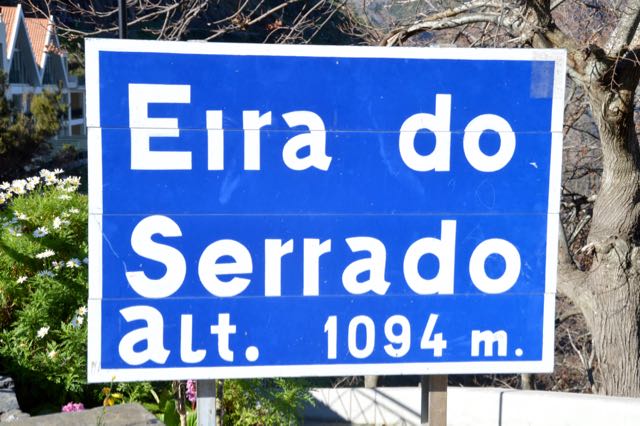 Eira do
Serrado
alt. 1094 m.